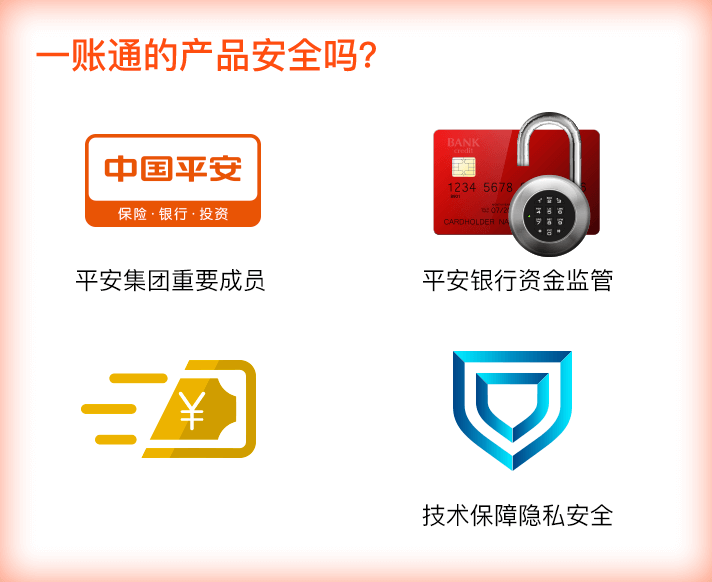 一账通的产品安全吗?
中国平安
保险·银行·投资
BANK
credit
1234 5678
CARDHOLDER NA
平安集团重要成员
平安银行资金监管
¥
技术保障隐私安全